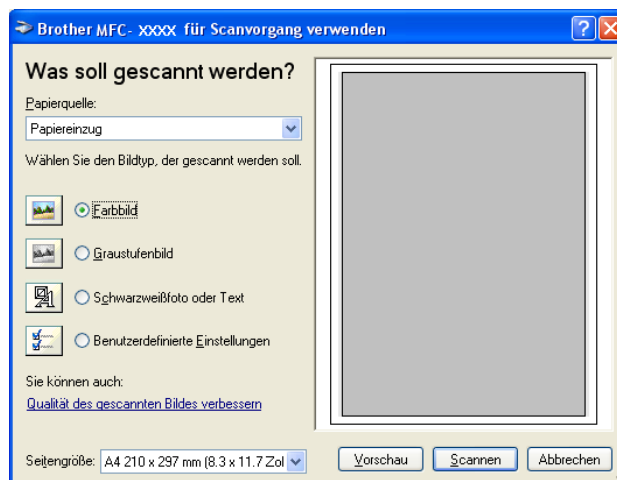 Brother MFC- XXXX für Scanvorgang verwenden
Was soll gescannt werden?
Papierquelle:
Papiereinzug
Wählen Sie den Bildtyp, der gescannt werden soll.
Farbbild
Graustufenbild
Schwarzweißfoto oder Text
Benutzerdefinierte Einstellungen
Sie können auch:
Qualität des gescannten Bildes verbessern
Seitengröße: A4 210 x 297 mm (8.3 x 11.7 Zol
Vorschau Scannen Abbrechen